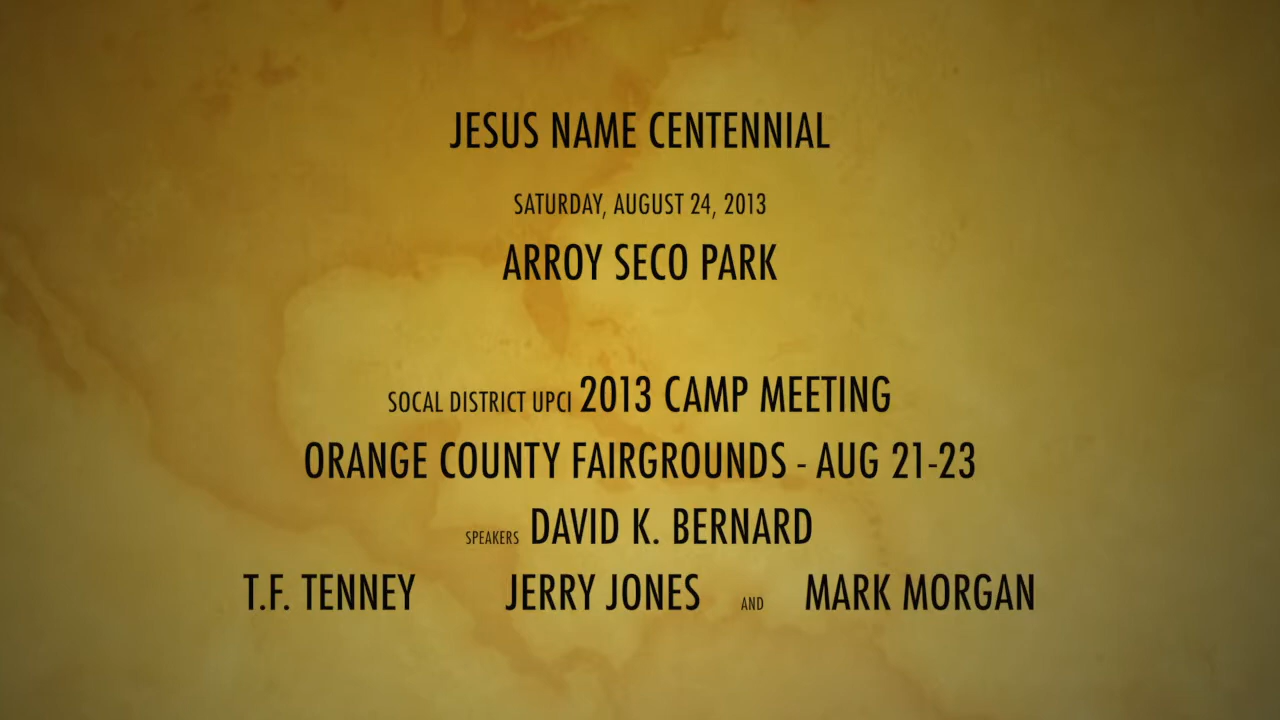 JESUS NAME CENTENNIAL
SATURDAY, AUGUST 24, 2013
ARROY SECO PARK
SOCAL DISTRICT UPCI 2013 CAMP MEETING
ORANGE COUNTY FAIRGROUNDS - AUG 21-23
SPEAKERS DAVID K. BERNARD
T.F. TENNEY JERRY JONES AND MARK MORGAN